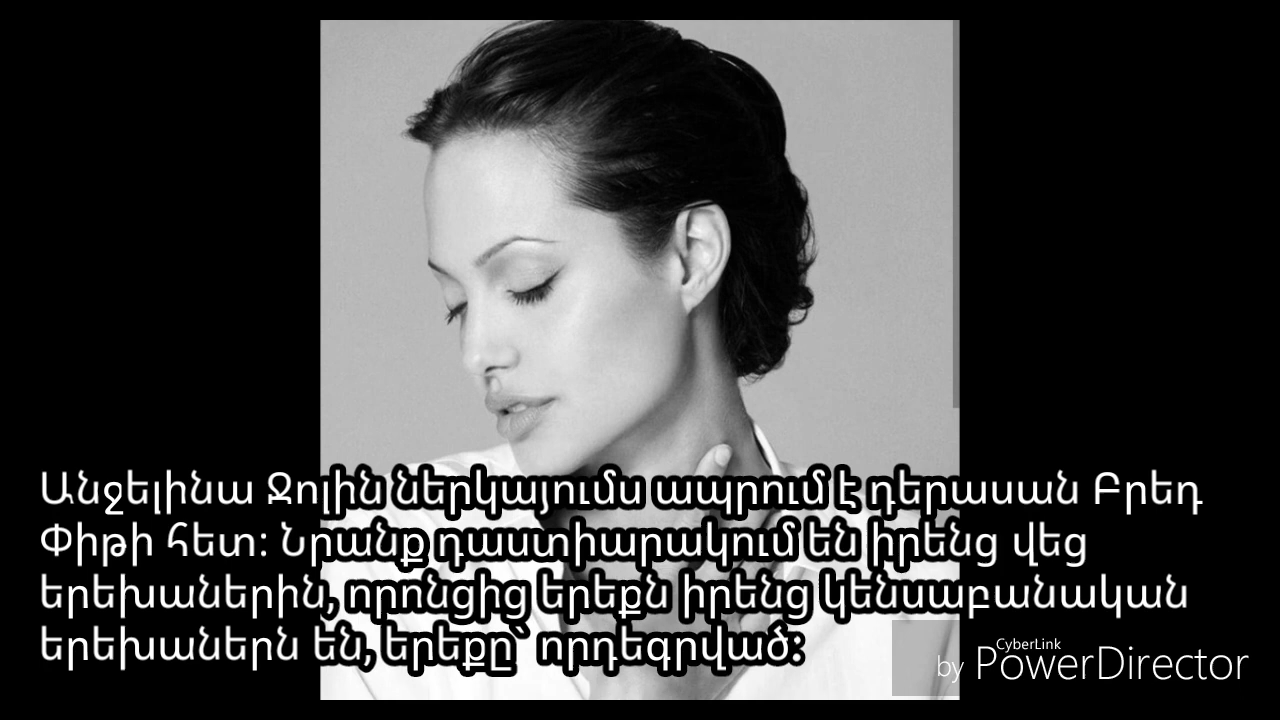 Անջելինա Ջոլին ներկայումս ապրում է դերասան Բրեդ
Փիթի հետ: Նրանք դաստիարակում են իրենց վեց
երեխաներին, որոնցից երեքն իրենց կենսաբանական
երեխաներն են, երեքը՝ որդեգրված:
CyberLink
by PowerDirector